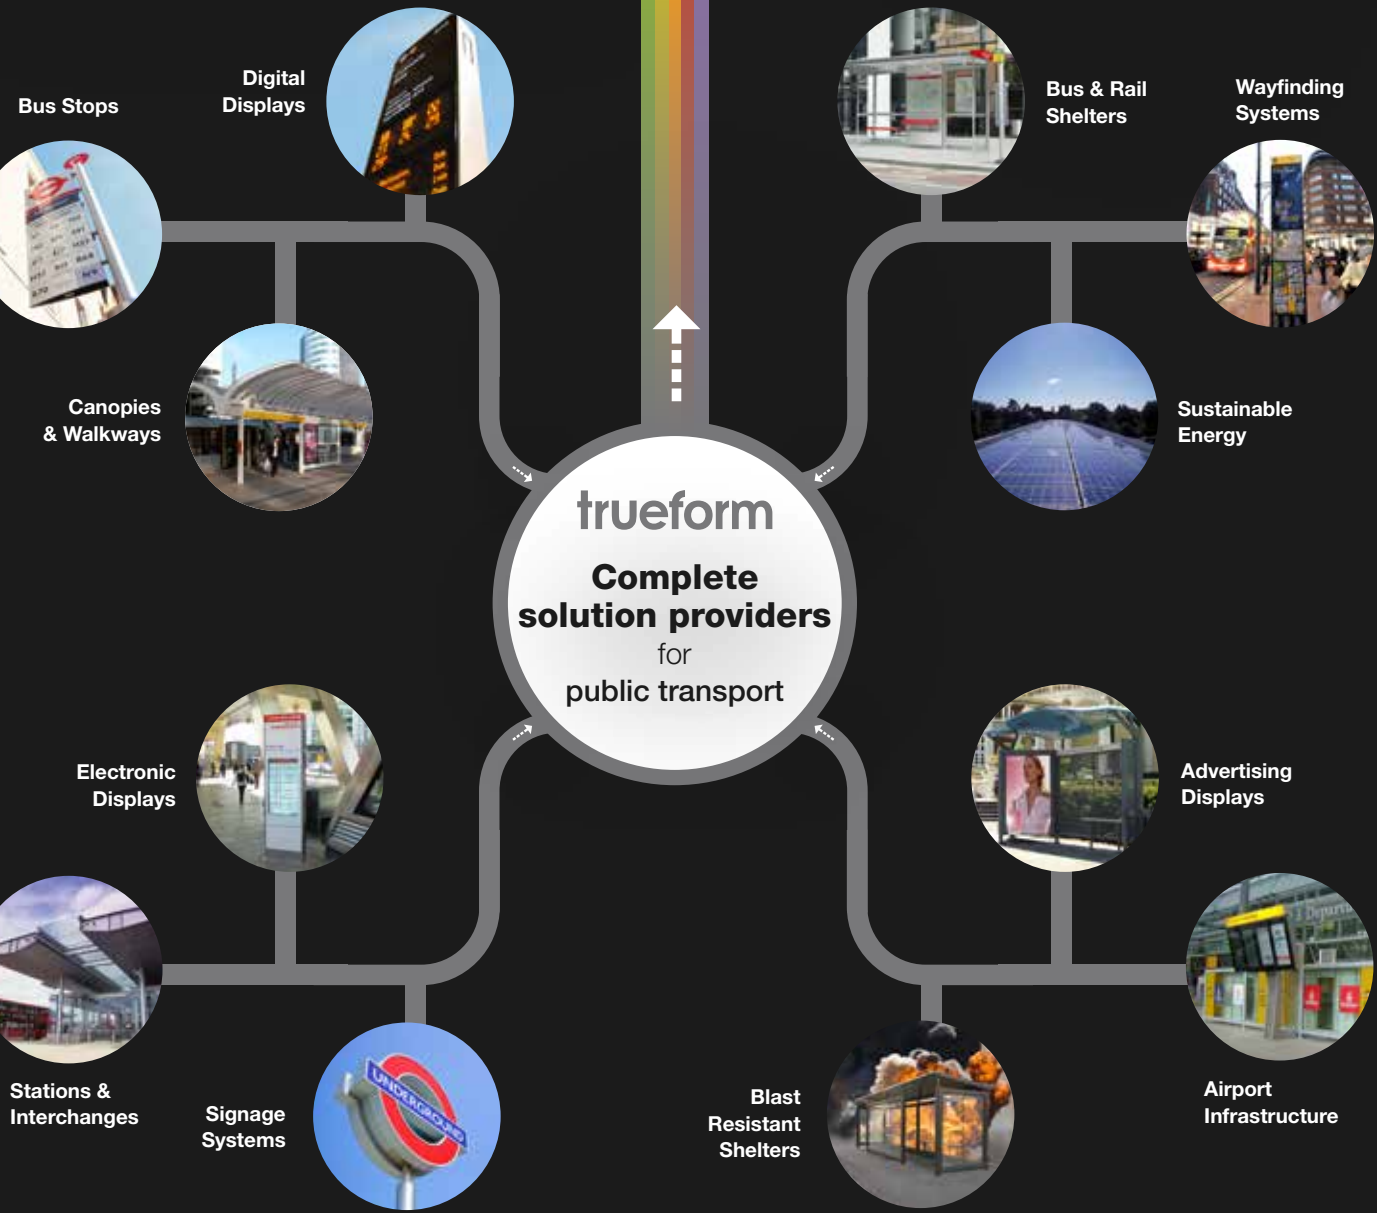 Digital
Displays
Bus Stops
Bus & Rail
Shelters
Wayfinding
Systems
Canopies
& Walkways
Sustainable
Energy
trueform
Complete
solution providers
for
public transport
Electronic
Displays
Advertising
Displays
Stations &
Interchanges
Signage
Systems
UNDERGROUND
Blast
Resistant
Shelters
Airport
Infrastructure